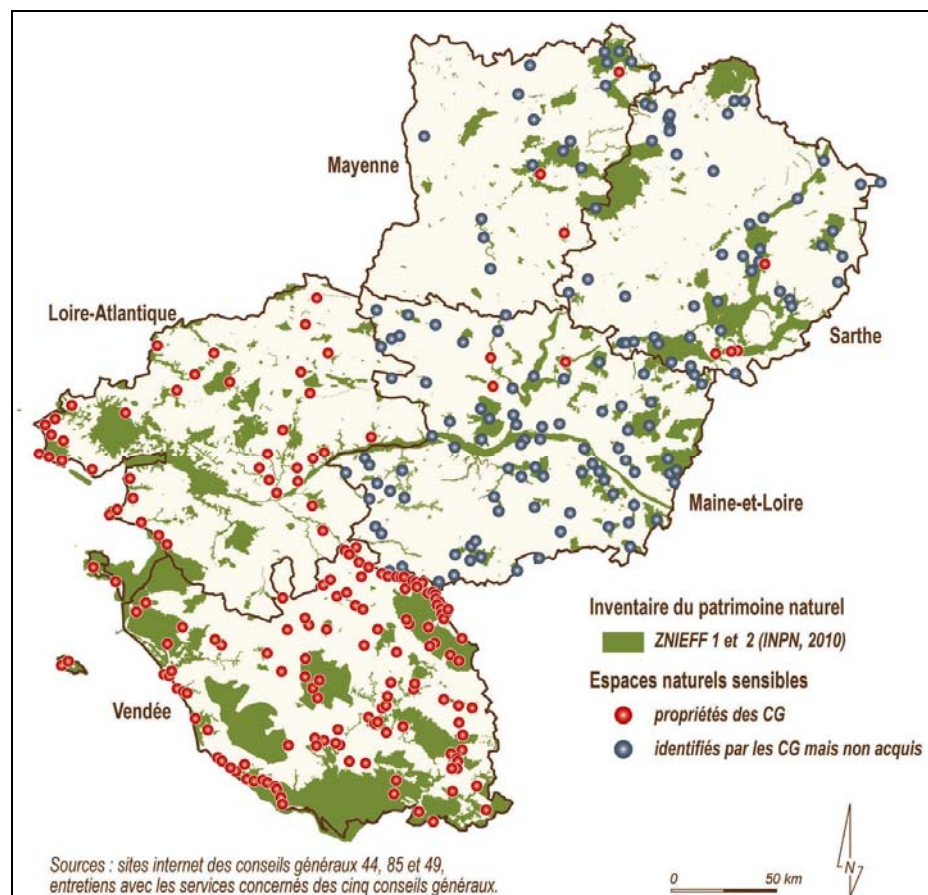 Mayenne
Loire-Atlantique
Sarthe
Maine-et-Loire
Vendée
Inventaire du patrimoine naturel
ZNIEFF 1 et 2 (INPN, 2010)
Espaces naturels sensibles
propriétés des CG
identifiés par les CG mais non acquis
Sources : sites internet des conseils généraux 44, 85 et 49,
entretiens avec les services concernés des cinq conseils généraux.
0 50 km
N